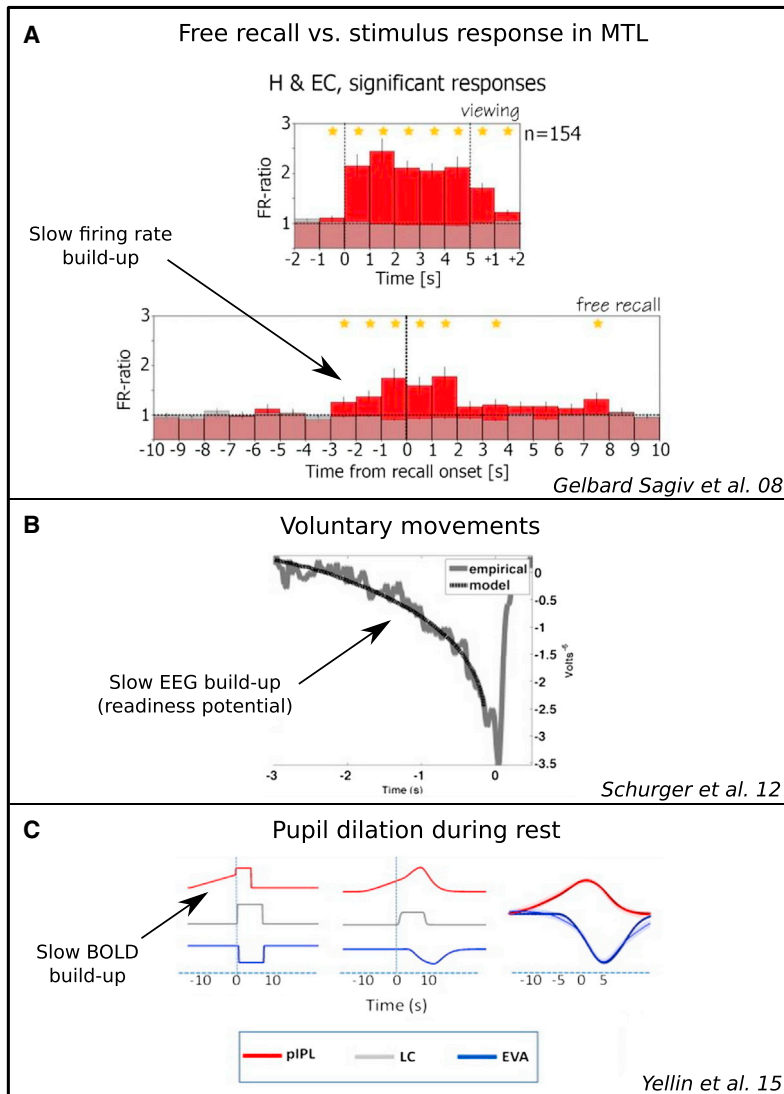 A
Free recall vs. stimulus response in MTL
H & EC, significant responses
viewing
n=154
FR-ratio
3
2
1
-2 -1 0 1 2 3 4 5 +1 +2
Time [s]
Slow firing rate
build-up
free recall
FR-ratio
3
2
1
-10 -9 -8 -7 -6 -5 -4 -3 -2 -1 0 1 2 3 4 5 6 7 8 9 10
Time from recall onset [s]
Gelbard Sagiv et al. 08
B
Voluntary movements
empirical
model
0
-0.5
-1
-1.5
-2
-2.5
-3
-3.5
Volts⁻⁶
Slow EEG build-up
(readiness potential)
-3 -2 -1 0
Time (s)
Schurger et al. 12
C
Pupil dilation during rest
Slow BOLD
build-up
-10 0 10
-10 0 10
-10 -5 0 5
Time (s)
pIPL LC EVA
Yellin et al. 15